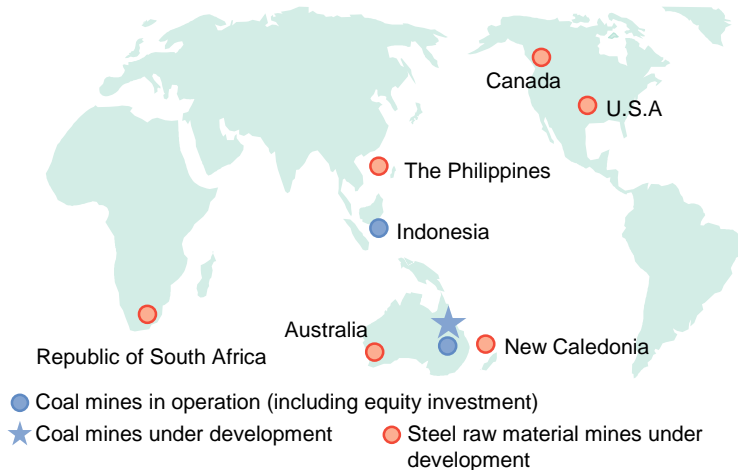 Canada
U.S.A
The Philippines
Indonesia
Australia
New Caledonia
Republic of South Africa
Coal mines in operation (including equity investment)
Coal mines under development
Steel raw material mines under
development